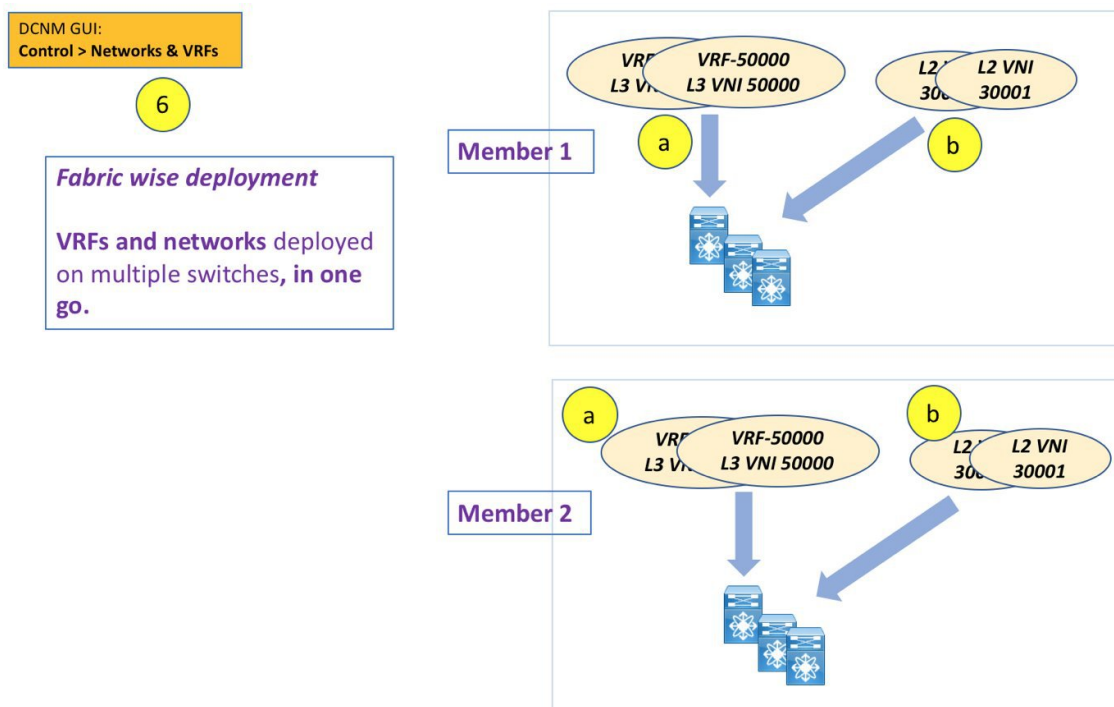 DCNM GUI:
Control > Networks & VRFs
6
Fabric wise deployment
VRFs and networks deployed
on multiple switches, in one
go.
Member 1
VRF-50000
L3 VNI 50000
L2 VNI
30001
a
b
Member 2
a
b
VRF-50000
L3 VNI 50000
L2 VNI
30001